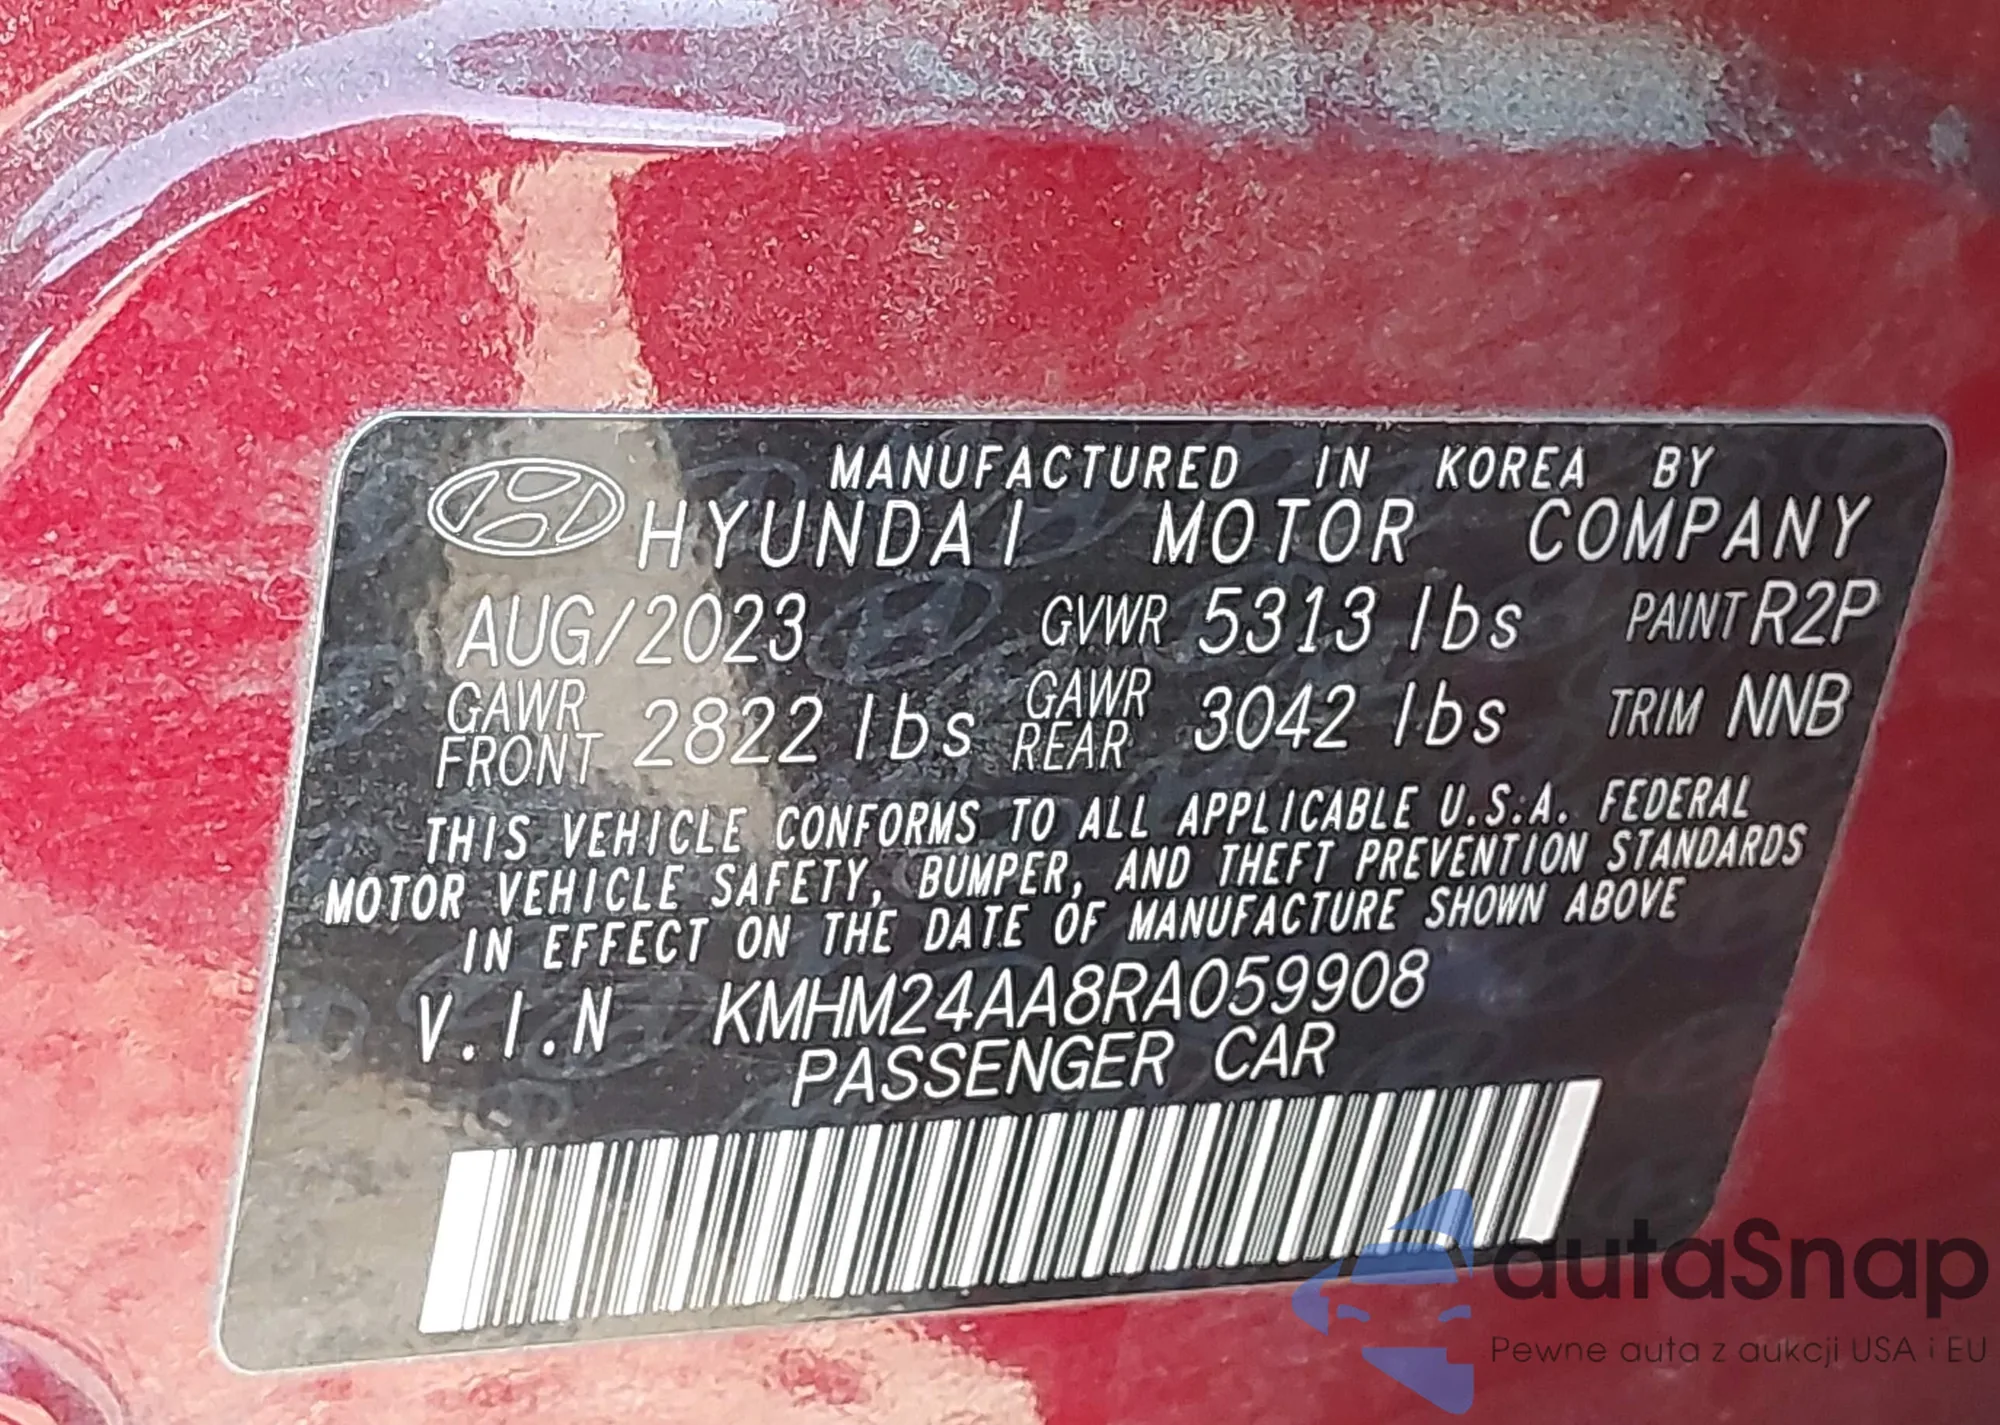 MANUFACTURED IN KOREA BY
HYUNDAI MOTOR COMPANY
AUG/2023 GVWR 5313 lbs PAINT R2P
GAWR FRONT 2822 lbs GAWR REAR 3042 lbs TRIM NNB
THIS VEHICLE CONFORMS TO ALL APPLICABLE U.S.A. FEDERAL
MOTOR VEHICLE SAFETY, BUMPER, AND THEFT PREVENTION STANDARDS
IN EFFECT ON THE DATE OF MANUFACTURE SHOWN ABOVE
V.I.N KMHM24AA8RA059908
PASSENGER CAR
autaSnap
Pewne auta z aukcji USA i EU